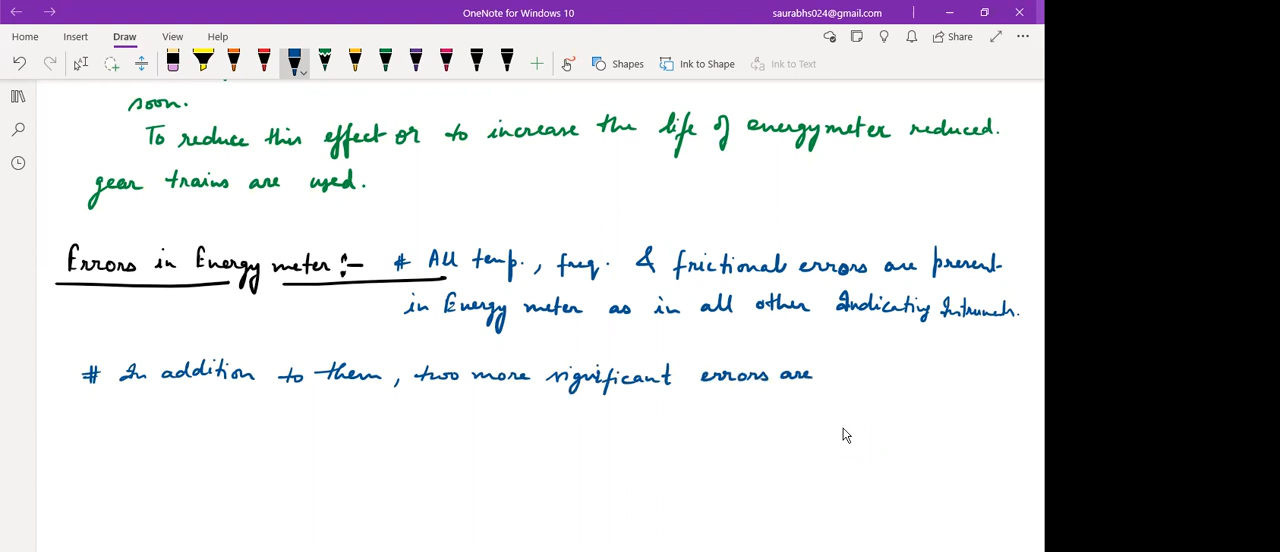 OneNote for Windows 10
saurabhs024@gmail.com
Home Insert Draw View Help
Share
Shapes Ink to Shape Ink to Text
soon.
To reduce this effect or to increase the life of energymeter reduced.
gear trains are used.
Errors in Energy meter :- # All temp., freq. & frictional errors are present
in Energy meter as in all other Indicating
# In addition to them, two more significant errors are